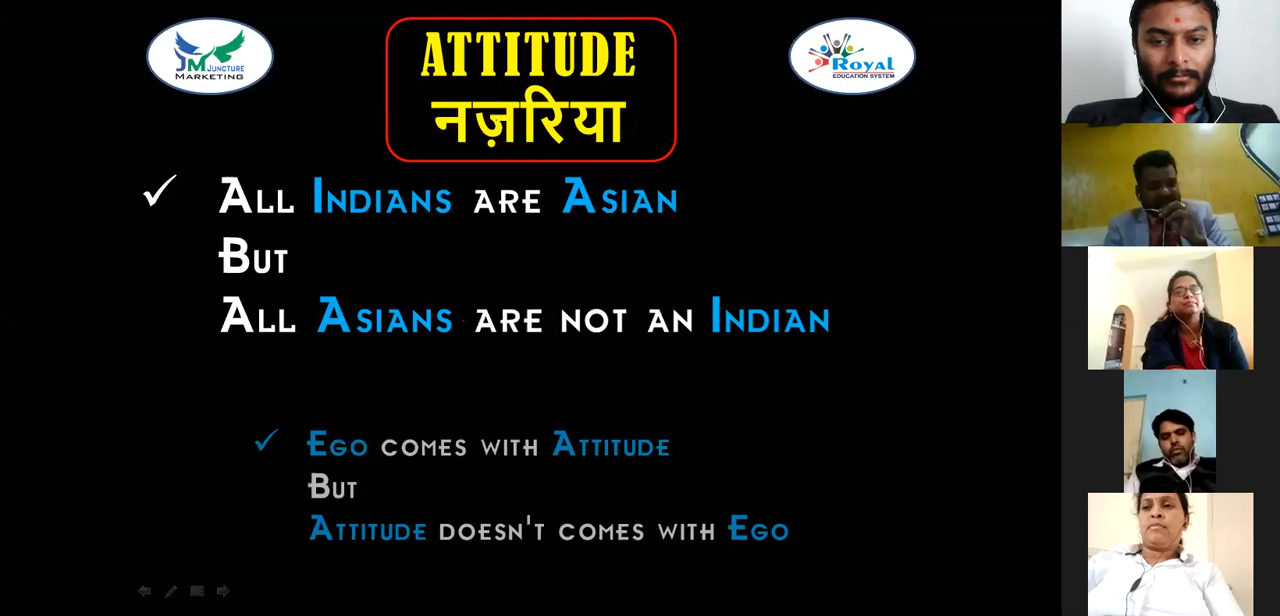 JM JUNCTURE
MARKETING
ATTITUDE
नज़रिया
Royal
EDUCATION SYSTEM
✓ ALL INDIANS ARE ASIAN
BUT
ALL ASIANS ARE NOT AN INDIAN
✓ EGO COMES WITH ATTITUDE
BUT
ATTITUDE DOESN'T COMES WITH EGO